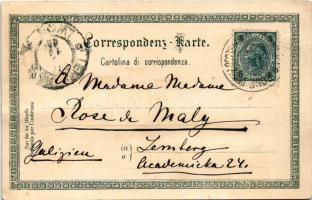 Correspondenz-Karte.
Cartolina di corrispondenza.
À Madame Madame
Rose de Maly
in
Lemberg
a
Galizien
Academicka 24.